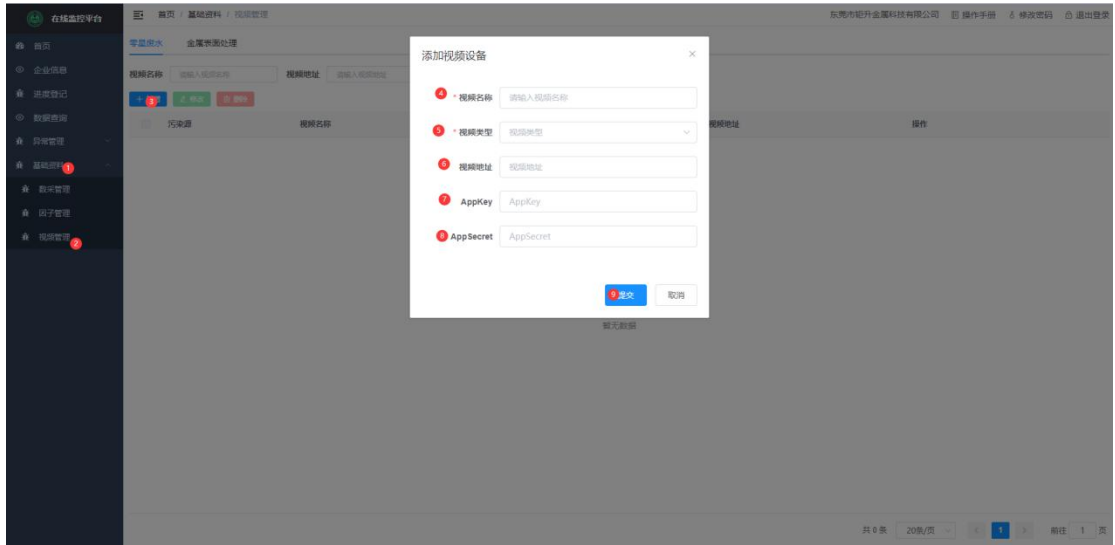 在线监控平台
首页 / 基础资料 / 视频管理
东莞市钜升金属科技有限公司 操作手册 修改密码 退出登录
首页
企业信息
进度登记
数据查询
异常管理
基础资料 1
数采管理
因子管理
视频管理 2
零星废水 金属表面处理
视频名称 请输入视频名称 视频地址 请输入视频地址
+ 3 修改 删除
污染源 视频名称 视频地址 操作
添加视频设备 ×
4 * 视频名称 请输入视频名称
5 * 视频类型 视频类型
6 视频地址 视频地址
7 AppKey AppKey
8 AppSecret AppSecret
9 提交 取消
暂无数据
共 0 条 20条/页 < 1 > 前往 1 页